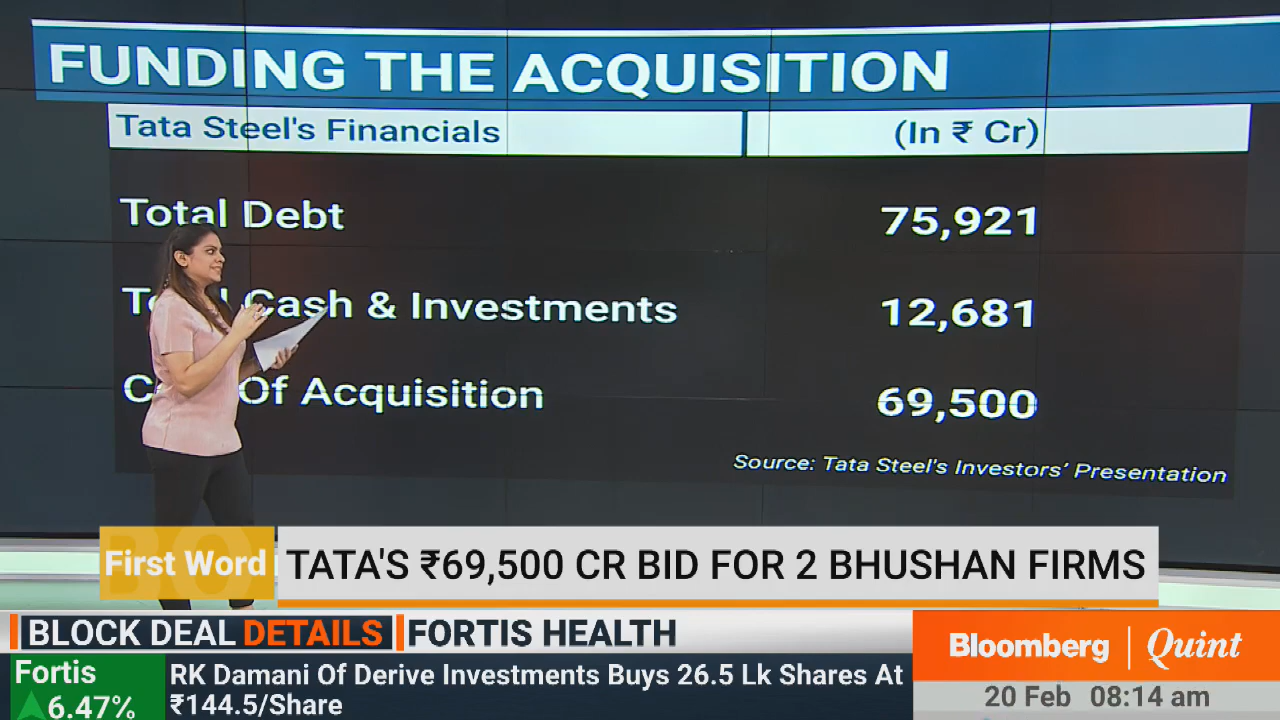 FUNDING THE ACQUISITION
Tata Steel's Financials (In ₹ Cr)
Total Debt 75,921
Cash & Investments 12,681
Of Acquisition 69,500
Source: Tata Steel's Investors' Presentation
First Word TATA'S ₹69,500 CR BID FOR 2 BHUSHAN FIRMS
BLOCK DEAL DETAILS FORTIS HEALTH
Fortis 6.47%
RK Damani Of Derive Investments Buys 26.5 Lk Shares At
₹144.5/Share
Bloomberg Quint
20 Feb 08:14 am